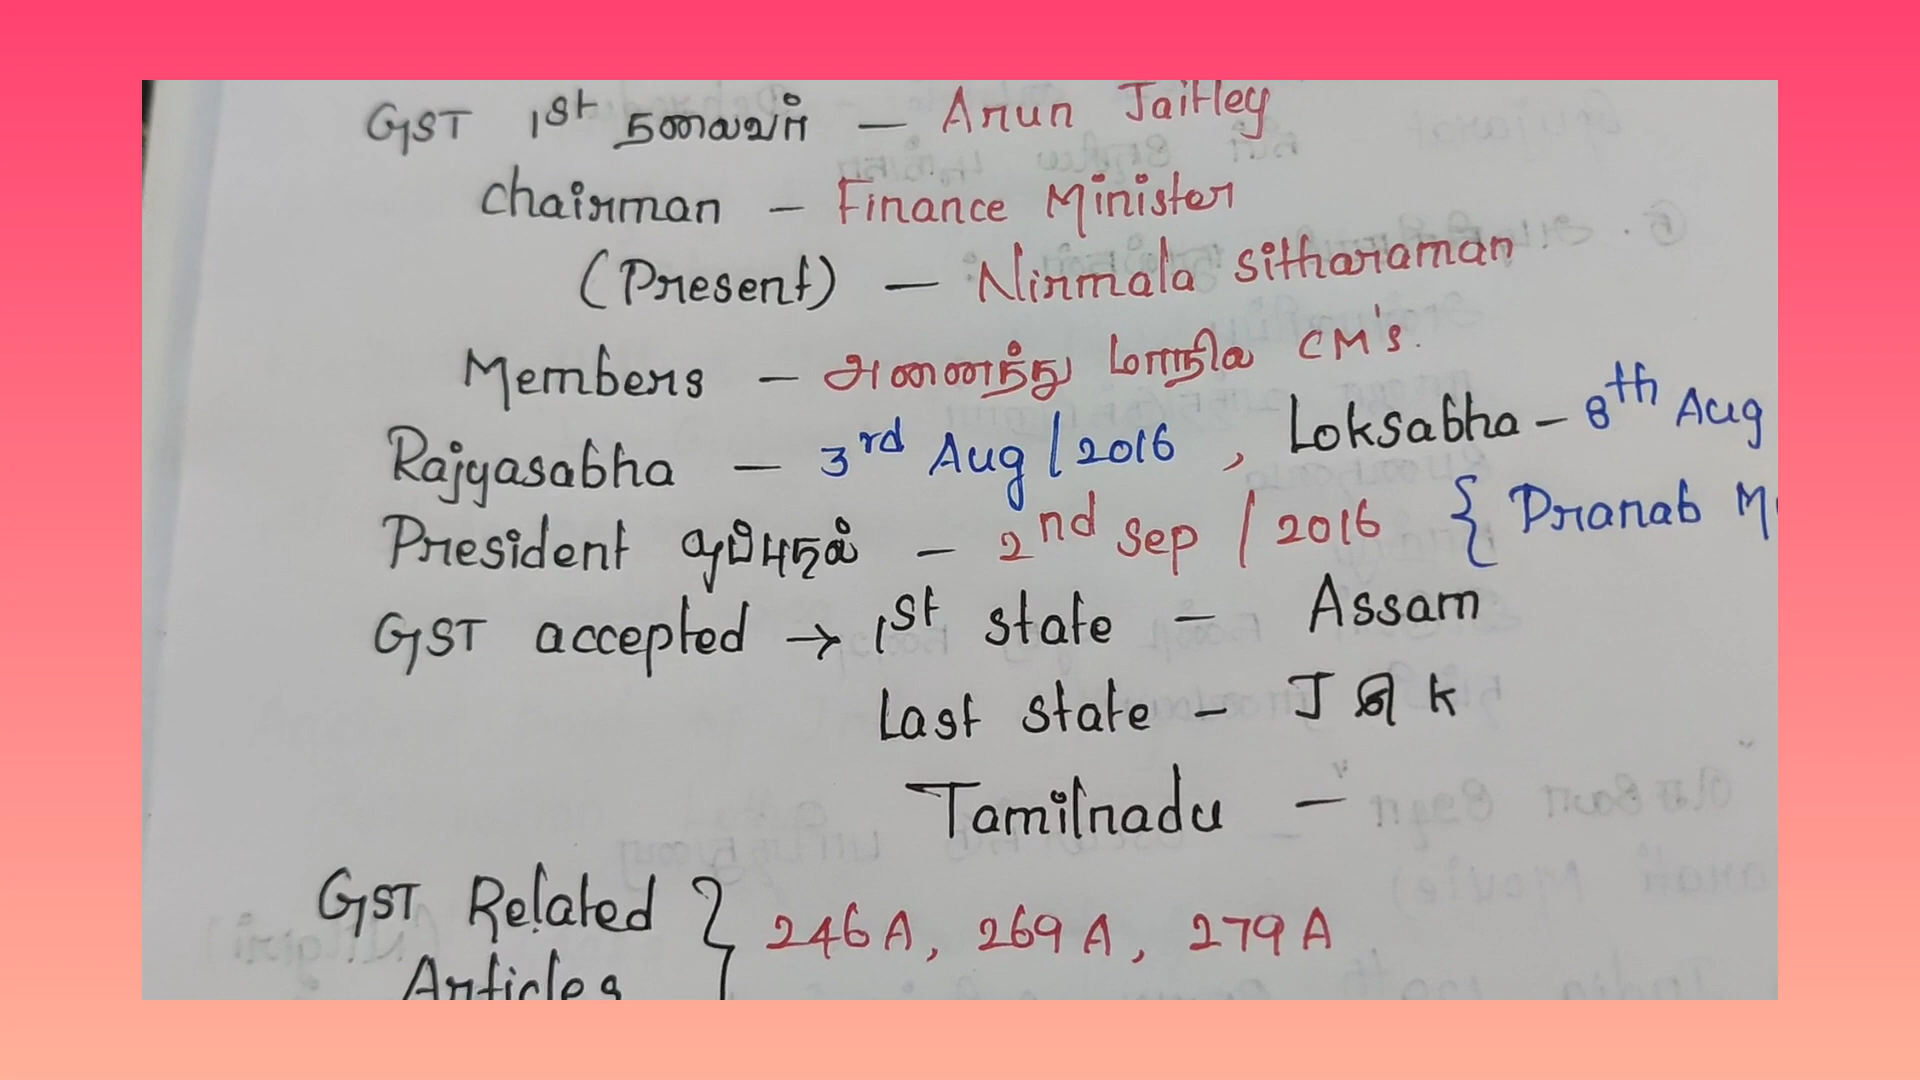 GST 1st தலைவர் – Arun Jaitley
Chairman – Finance Minister
(Present) – Nirmala Sitharaman
Members – அனைத்து மாநில CM's.
Rajyasabha – 3rd Aug / 2016 , Loksabha – 8th Aug
President ஒப்புதல் – 2nd Sep / 2016 { Pranab M
GST accepted → 1st state – Assam
Last state – J & K
Tamilnadu –
GST Related } 246 A, 269 A, 279 A
Articles